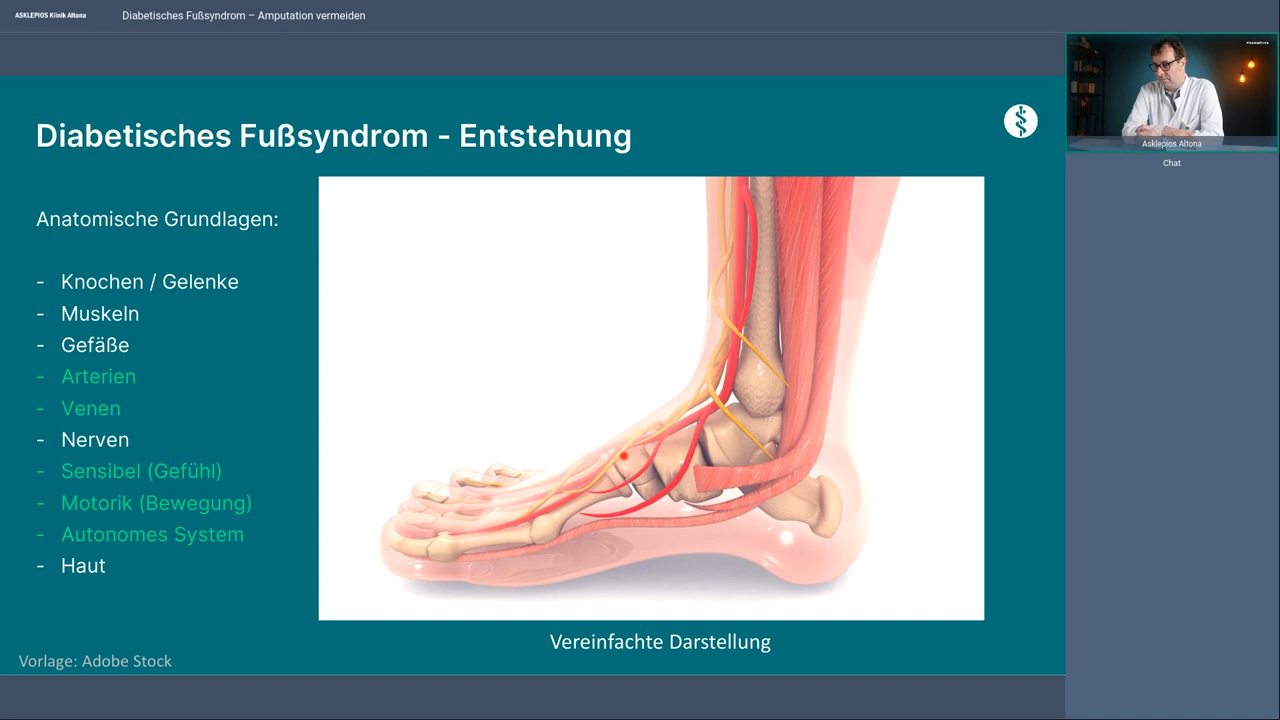 ASKLEPIOS Klinik Altona
Diabetisches Fußsyndrom – Amputation vermeiden
Diabetisches Fußsyndrom - Entstehung
Anatomische Grundlagen:
- Knochen / Gelenke
- Muskeln
- Gefäße
- Arterien
- Venen
- Nerven
- Sensibel (Gefühl)
- Motorik (Bewegung)
- Autonomes System
- Haut
Vereinfachte Darstellung
Vorlage: Adobe Stock
Asklepios Altona
Chat